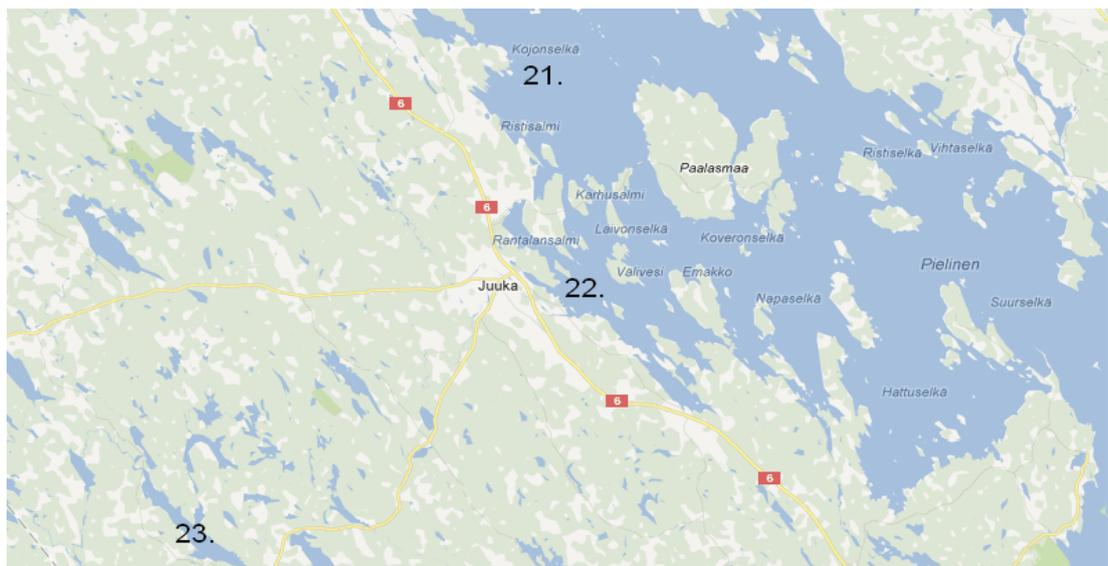 Kojonselkä
21.
6
Ristisalmi
Vihtaselkä
Ristiselkä
Paalasmaa
Karhusalmi
6
Laivonselkä
Rantalansalmi
Koveronselkä
Pielinen
Välivesi
Emäkko
Juuka
22.
Napaselkä
Suurselkä
Hattuselkä
6
6
23.